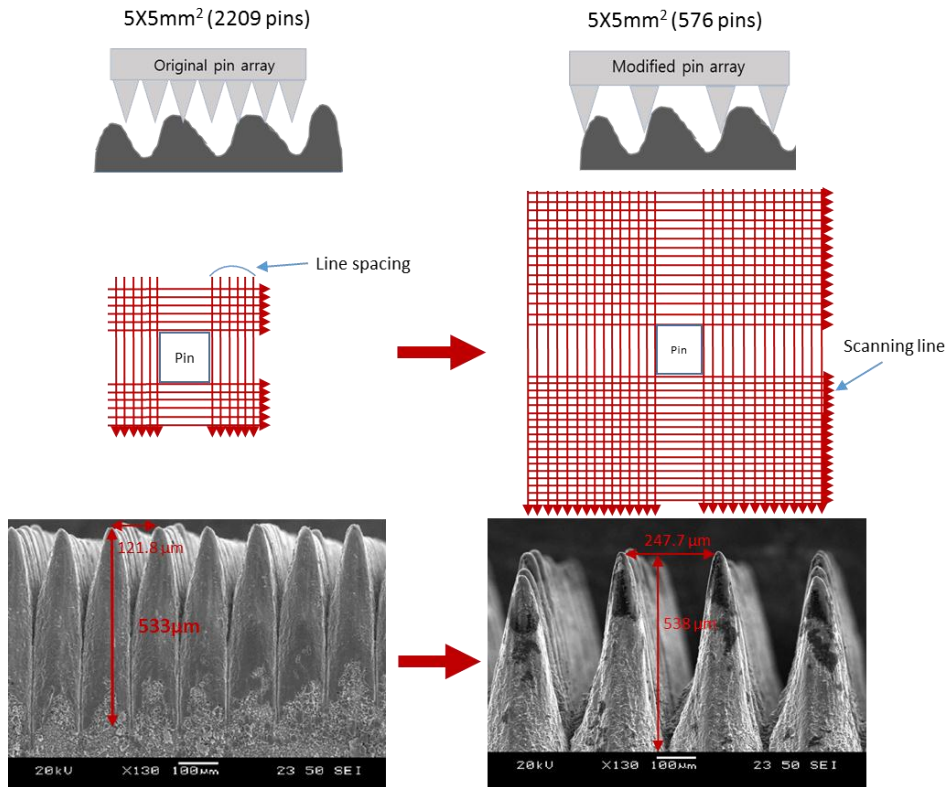 5X5mm² (2209 pins)
5X5mm² (576 pins)
Original pin array
Modified pin array
Line spacing
Pin
Pin
Scanning line
121.8 µm
533µm
247.7 µm
538 µm
20kV X130 100µm 23 50 SEI
20kV X130 100µm 23 50 SEI